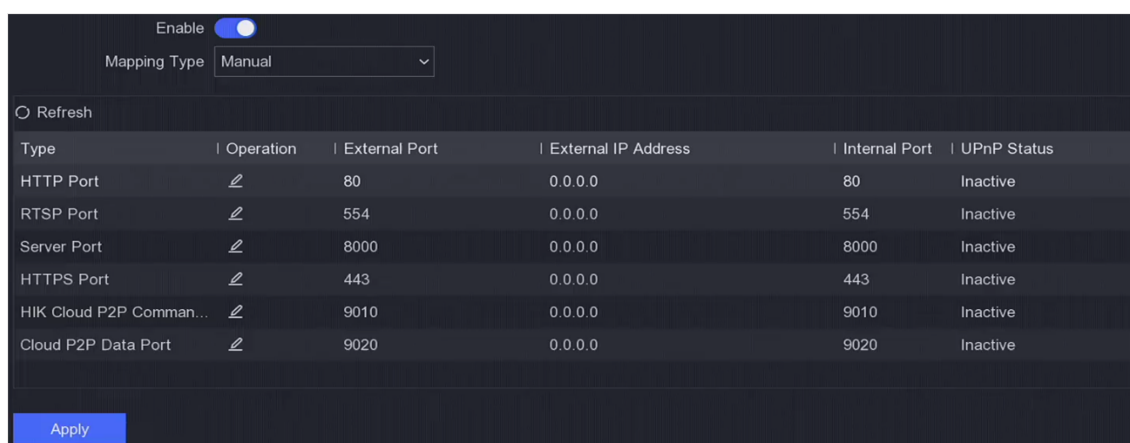 Enable
Mapping Type Manual
Refresh
Type Operation External Port External IP Address Internal Port UPnP Status
HTTP Port 80 0.0.0.0 80 Inactive
RTSP Port 554 0.0.0.0 554 Inactive
Server Port 8000 0.0.0.0 8000 Inactive
HTTPS Port 443 0.0.0.0 443 Inactive
HIK Cloud P2P Comman... 9010 0.0.0.0 9010 Inactive
Cloud P2P Data Port 9020 0.0.0.0 9020 Inactive
Apply